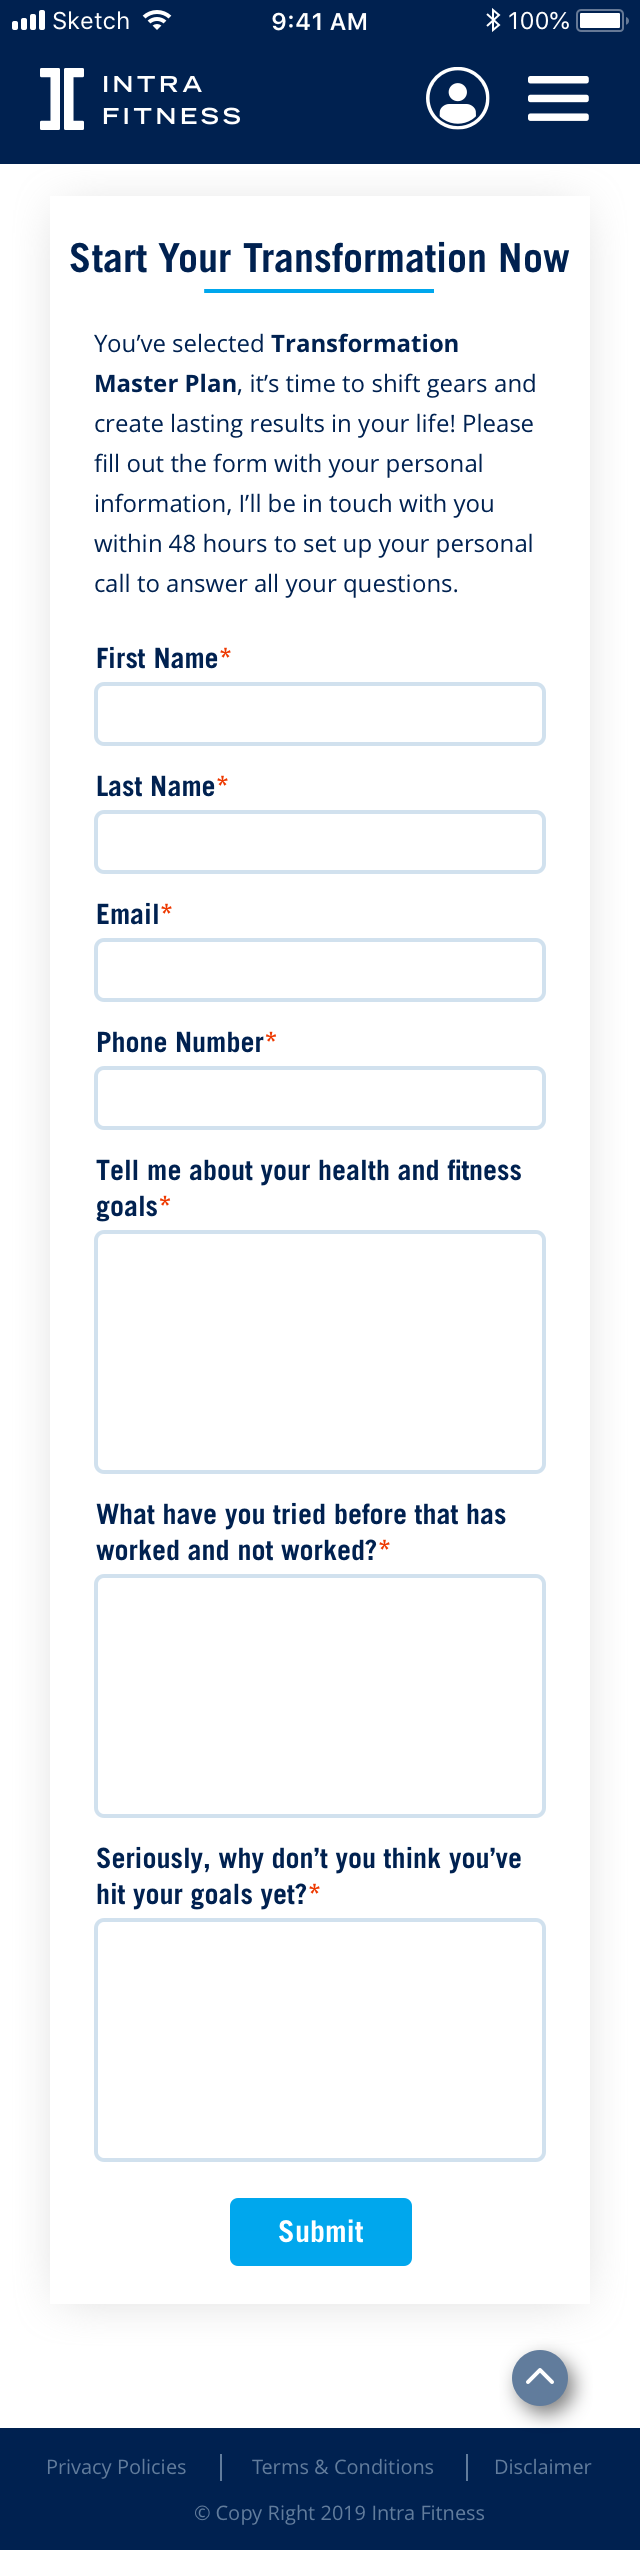 Sketch 9:41 AM 100%
INTRA
FITNESS
Start Your Transformation Now
You’ve selected Transformation
Master Plan, it’s time to shift gears and
create lasting results in your life! Please
fill out the form with your personal
information, I’ll be in touch with you
within 48 hours to set up your personal
call to answer all your questions.
First Name*
Last Name*
Email*
Phone Number*
Tell me about your health and fitness
goals*
What have you tried before that has
worked and not worked?*
Seriously, why don’t you think you’ve
hit your goals yet?*
Submit
Privacy Policies | Terms & Conditions | Disclaimer
© Copy Right 2019 Intra Fitness